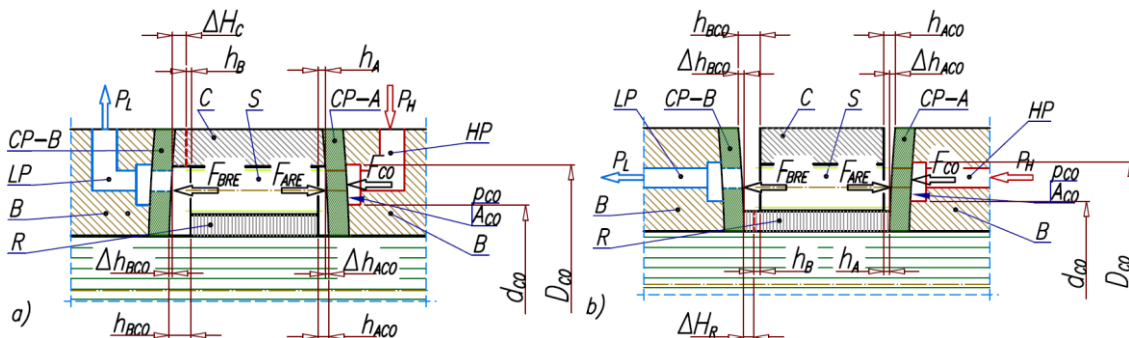 ΔH_C
h_B
h_A
P_L
C
S
CP-A
P_H
CP-B
HP
LP
F_BRE
F_ARE
F_CO
p_CO
A_CO
B
B
R
Δh_BCO
Δh_ACO
d_CO
D_CO
a)
h_BCO
h_ACO
h_BCO
h_ACO
Δh_BCO
Δh_ACO
LP
CP-B
C
S
CP-A
HP
P_L
P_H
F_BRE
F_ARE
F_CO
p_CO
A_CO
B
B
R
h_B
h_A
d_CO
D_CO
b)
ΔH_R